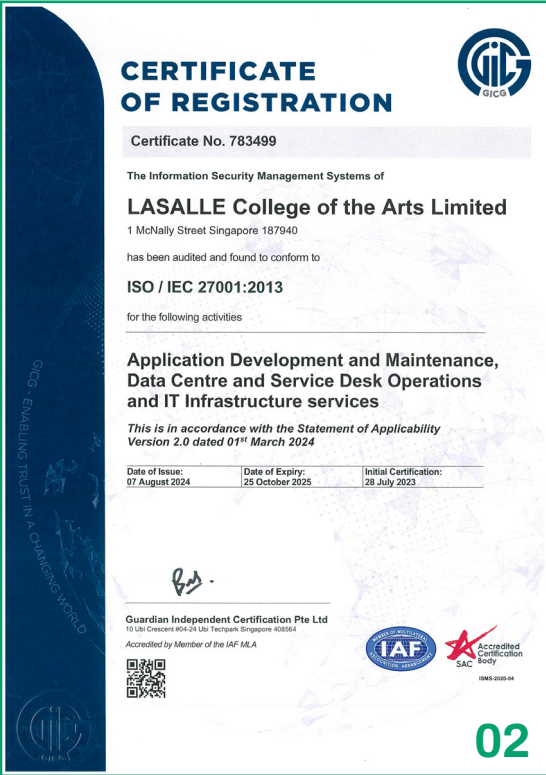 GICG
CERTIFICATE
OF REGISTRATION
Certificate No. 783499
The Information Security Management Systems of
LASALLE College of the Arts Limited
1 McNally Street Singapore 187940
has been audited and found to conform to
ISO / IEC 27001:2013
for the following activities
Application Development and Maintenance,
Data Centre and Service Desk Operations
and IT Infrastructure services
This is in accordance with the Statement of Applicability
Version 2.0 dated 01st March 2024
Date of Issue: Date of Expiry: Initial Certification:
07 August 2024 25 October 2025 28 July 2023
GICG - ENABLING TRUST IN A CHANGING WORLD
Guardian Independent Certification Pte Ltd
10 Ubi Crescent #04-24 Ubi Techpark Singapore 408564
Accredited by Member of the IAF MLA
MEMBER OF MULTILATERAL
IAF
RECOGNITION ARRANGEMENT
SAC
Accredited
Certification
Body
ISMS-2020-04
GICG
02